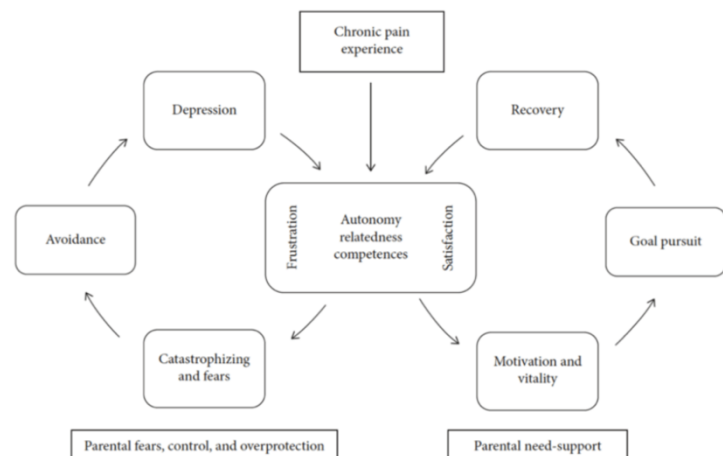 Chronic pain
experience
Depression
Recovery
Avoidance
Frustration
Autonomy
relatedness
competences
Satisfaction
Goal pursuit
Catastrophizing
and fears
Motivation and
vitality
Parental fears, control, and overprotection
Parental need-support